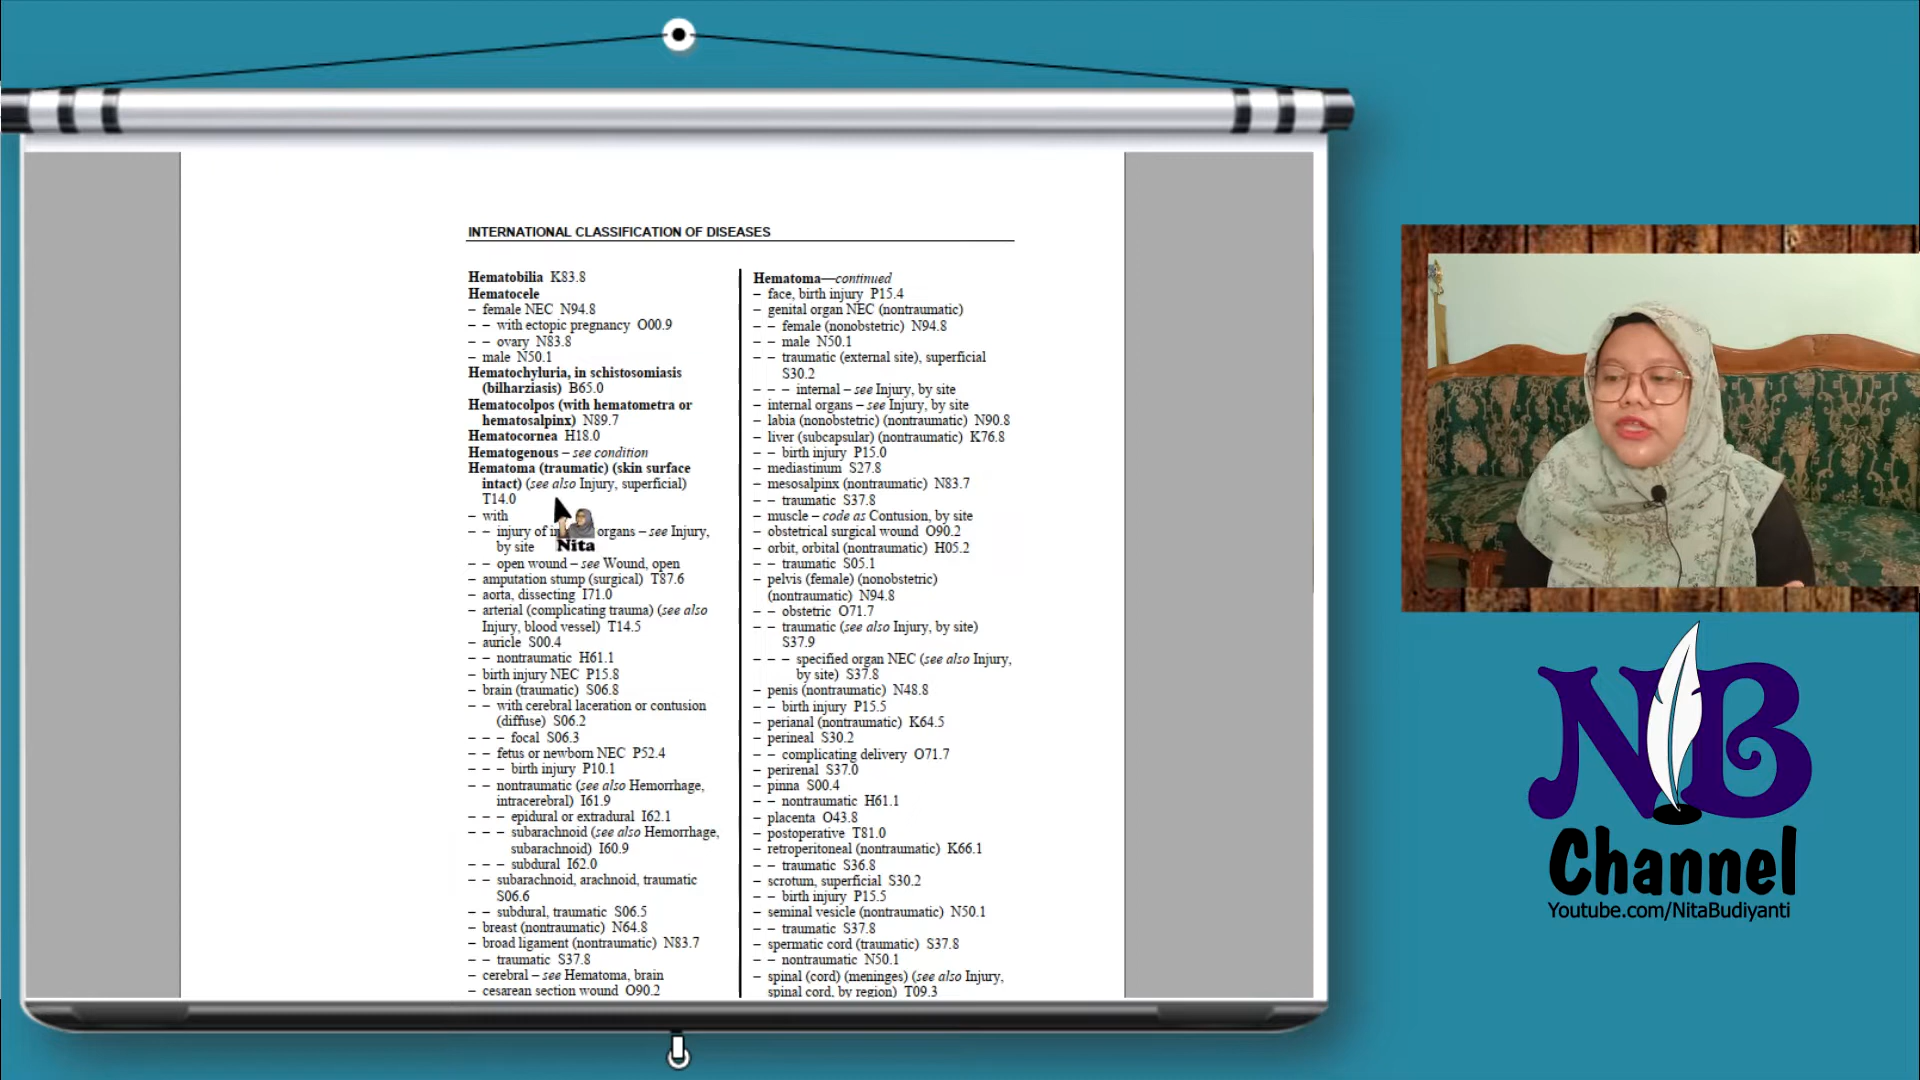 INTERNATIONAL CLASSIFICATION OF DISEASES
Hematobilia K83.8
Hematocele
– female NEC N94.8
– – with ectopic pregnancy O00.9
– – ovary N83.8
– male N50.1
Hematochyluria, in schistosomiasis
(bilharziasis) B65.0
Hematocolpos (with hematometra or
hematosalpinx) N89.7
Hematocornea H18.0
Hematogenous – see condition
Hematoma (traumatic) (skin surface
intact) (see also Injury, superficial)
T14.0
– with
– – injury of in organs – see Injury,
by site
– – open wound – see Wound, open
– amputation stump (surgical) T87.6
– aorta, dissecting I71.0
– arterial (complicating trauma) (see also
Injury, blood vessel) T14.5
– auricle S00.4
– – nontraumatic H61.1
– birth injury NEC P15.8
– brain (traumatic) S06.8
– – with cerebral laceration or contusion
(diffuse) S06.2
– – – focal S06.3
– – fetus or newborn NEC P52.4
– – – birth injury P10.1
– – nontraumatic (see also Hemorrhage,
intracerebral) I61.9
– – – epidural or extradural I62.1
– – – subarachnoid (see also Hemorrhage,
subarachnoid) I60.9
– – – subdural I62.0
– – subarachnoid, arachnoid, traumatic
S06.6
– – subdural, traumatic S06.5
– breast (nontraumatic) N64.8
– broad ligament (nontraumatic) N83.7
– – traumatic S37.8
– cerebral – see Hematoma, brain
– cesarean section wound O90.2
Hematoma—continued
– face, birth injury P15.4
– genital organ NEC (nontraumatic)
– – female (nonobstetric) N94.8
– – male N50.1
– – traumatic (external site), superficial
S30.2
– – – internal – see Injury, by site
– internal organs – see Injury, by site
– labia (nonobstetric) (nontraumatic) N90.8
– liver (subcapsular) (nontraumatic) K76.8
– – birth injury P15.0
– mediastinum S27.8
– mesosalpinx (nontraumatic) N83.7
– – traumatic S37.8
– muscle – code as Contusion, by site
– obstetrical surgical wound O90.2
– orbit, orbital (nontraumatic) H05.2
– – traumatic S05.1
– pelvis (female) (nonobstetric)
(nontraumatic) N94.8
– – obstetric O71.7
– – traumatic (see also Injury, by site)
S37.9
– – – specified organ NEC (see also Injury,
by site) S37.8
– penis (nontraumatic) N48.8
– – birth injury P15.5
– perianal (nontraumatic) K64.5
– perineal S30.2
– – complicating delivery O71.7
– perirenal S37.0
– pinna S00.4
– – nontraumatic H61.1
– placenta O43.8
– postoperative T81.0
– retroperitoneal (nontraumatic) K66.1
– – traumatic S36.8
– scrotum, superficial S30.2
– – birth injury P15.5
– seminal vesicle (nontraumatic) N50.1
– – traumatic S37.8
– spermatic cord (traumatic) S37.8
– – nontraumatic N50.1
– spinal (cord) (meninges) (see also Injury,
spinal cord, by region) T09.3
Nita
NB
Channel
Youtube.com/NitaBudiyanti